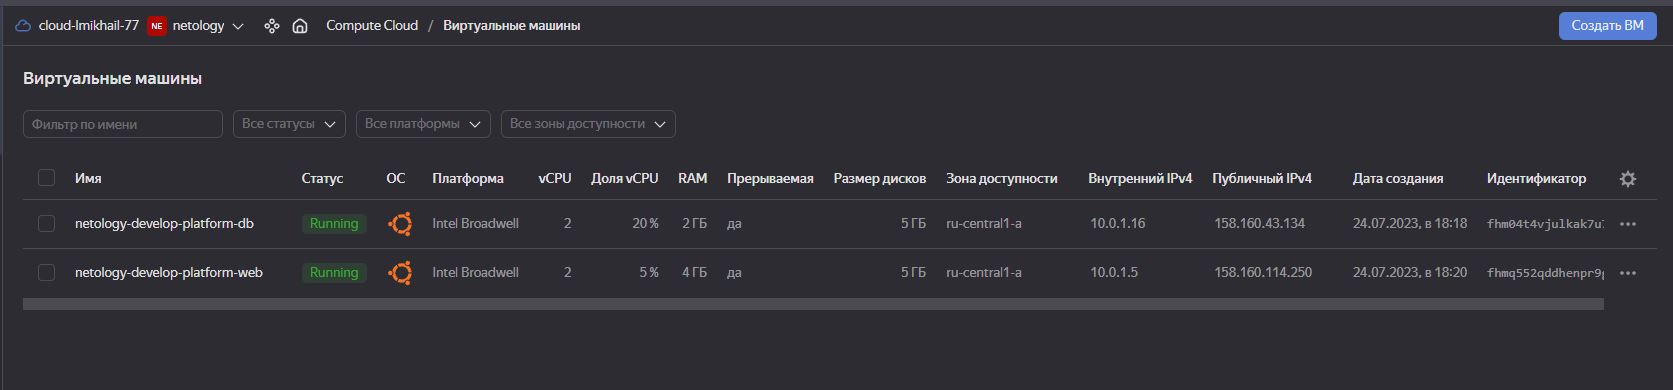 cloud-lmikhail-77 NE netology Compute Cloud / Виртуальные машины Создать ВМ
Виртуальные машины
Фильтр по имени Все статусы Все платформы Все зоны доступности
Имя Статус ОС Платформа vCPU Доля vCPU RAM Прерываемая Размер дисков Зона доступности Внутренний IPv4 Публичный IPv4 Дата создания Идентификатор
netology-develop-platform-db Running Intel Broadwell 2 20 % 2 ГБ да 5 ГБ ru-central1-a 10.0.1.16 158.160.43.134 24.07.2023, в 18:18
netology-develop-platform-web Running Intel Broadwell 2 5 % 4 ГБ да 5 ГБ ru-central1-a 10.0.1.5 158.160.114.250 24.07.2023, в 18:20